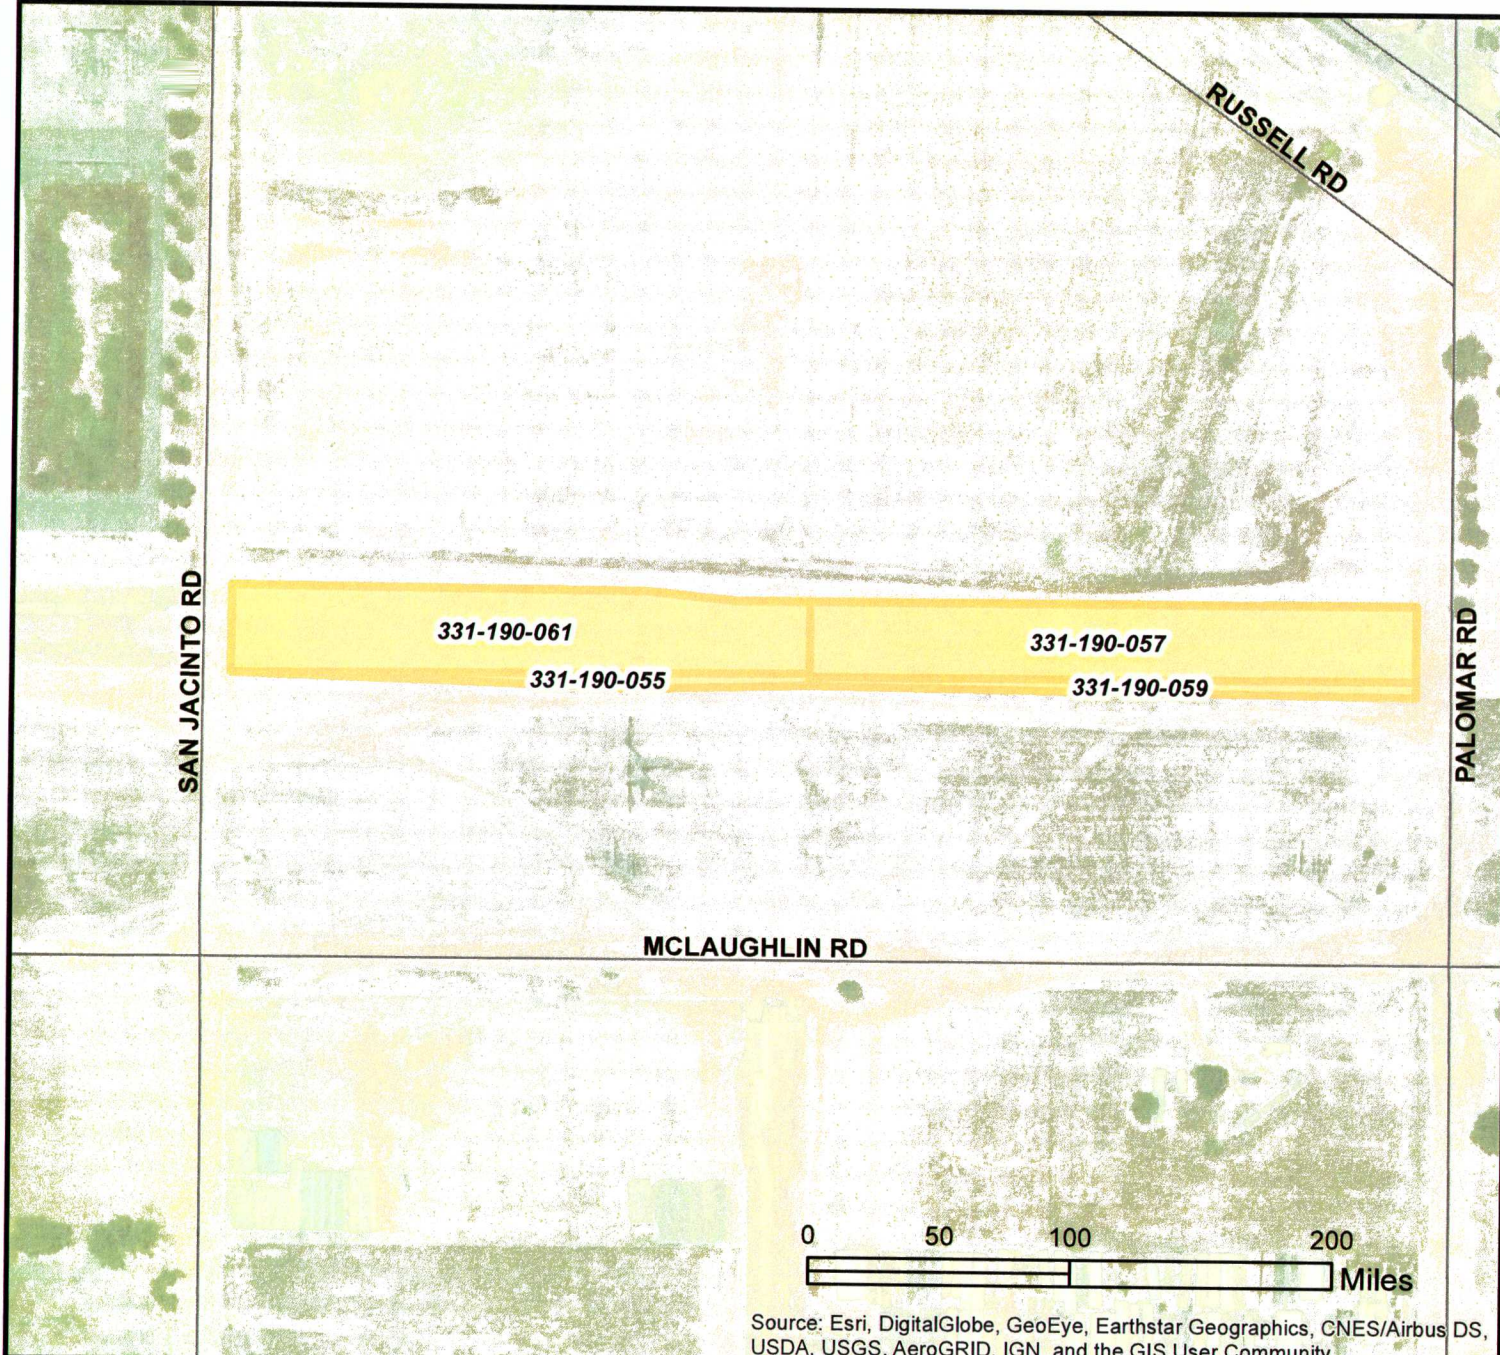 RUSSELL RD
SAN JACINTO RD
PALOMAR RD
331-190-061
331-190-057
331-190-055
331-190-059
MCLAUGHLIN RD
0 50 100 200
Miles
Source: Esri, DigitalGlobe, GeoEye, Earthstar Geographics, CNES/Airbus DS,
USDA, USGS, AeroGRID, IGN, and the GIS User Community